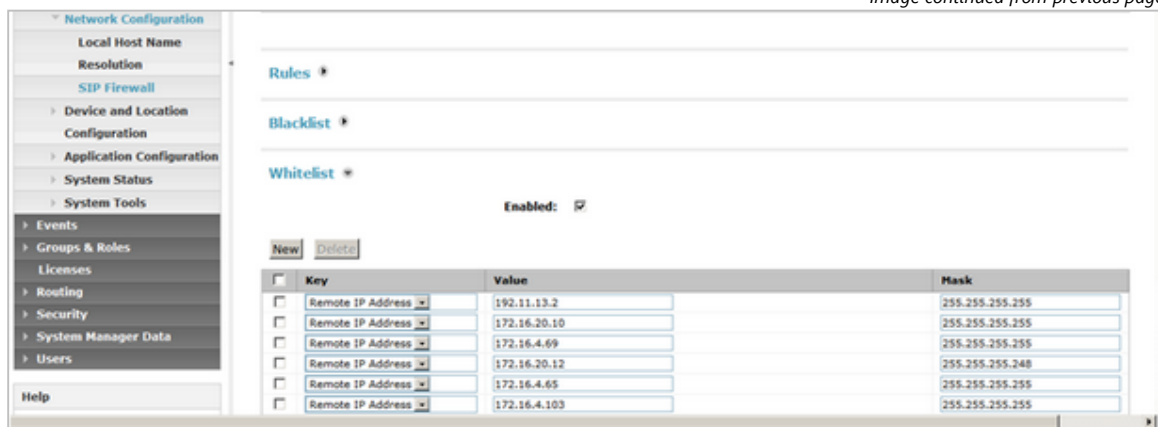 Image continued from previous page
Network Configuration
Local Host Name
Resolution
SIP Firewall
Device and Location
Configuration
Application Configuration
System Status
System Tools
Events
Groups & Roles
Licenses
Routing
Security
System Manager Data
Users
Help
Rules
Blacklist
Whitelist
Enabled:
New Delete
Key Value Mask
Remote IP Address 192.11.13.2 255.255.255.255
Remote IP Address 172.16.20.10 255.255.255.255
Remote IP Address 172.16.4.69 255.255.255.255
Remote IP Address 172.16.20.12 255.255.255.248
Remote IP Address 172.16.4.65 255.255.255.255
Remote IP Address 172.16.4.103 255.255.255.255